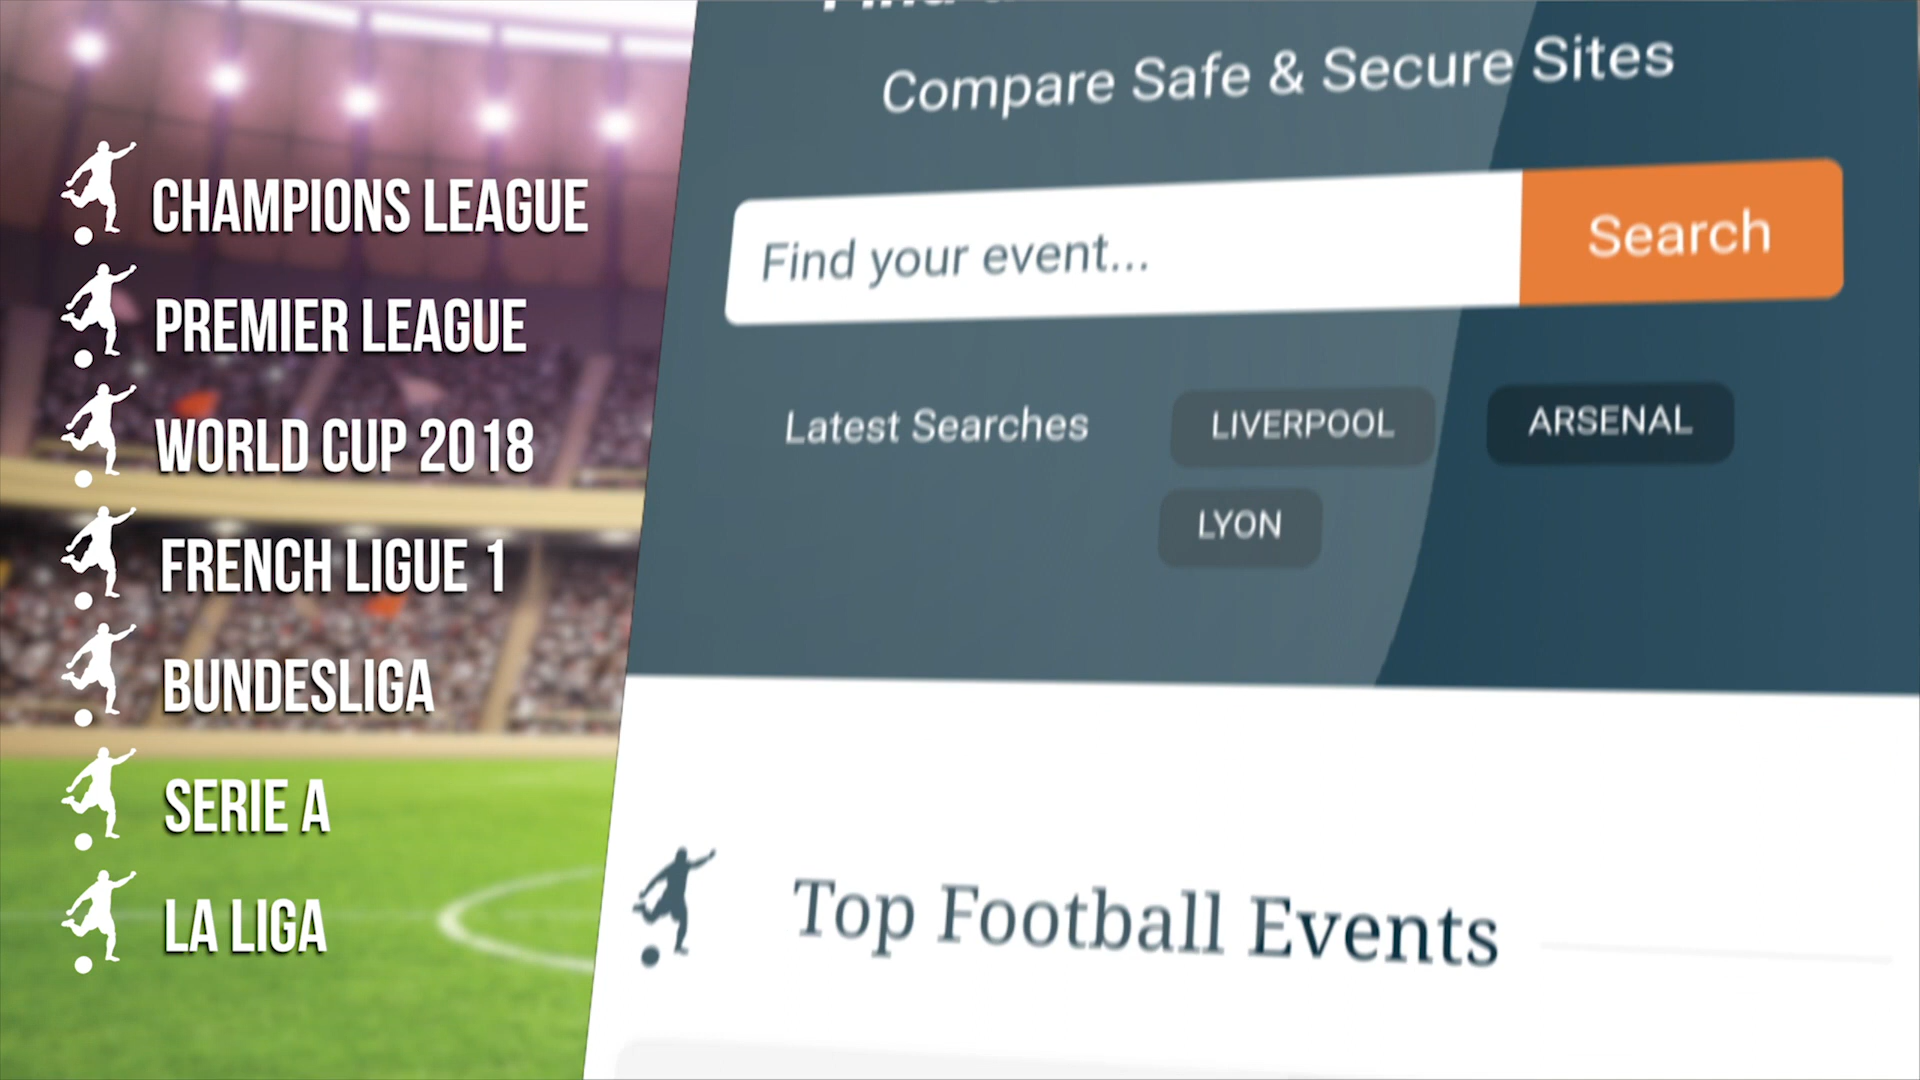 CHAMPIONS LEAGUE
PREMIER LEAGUE
WORLD CUP 2018
FRENCH LIGUE 1
BUNDESLIGA
SERIE A
LA LIGA
Compare Safe & Secure Sites
Find your event...
Search
Latest Searches
LIVERPOOL
ARSENAL
LYON
Top Football Events